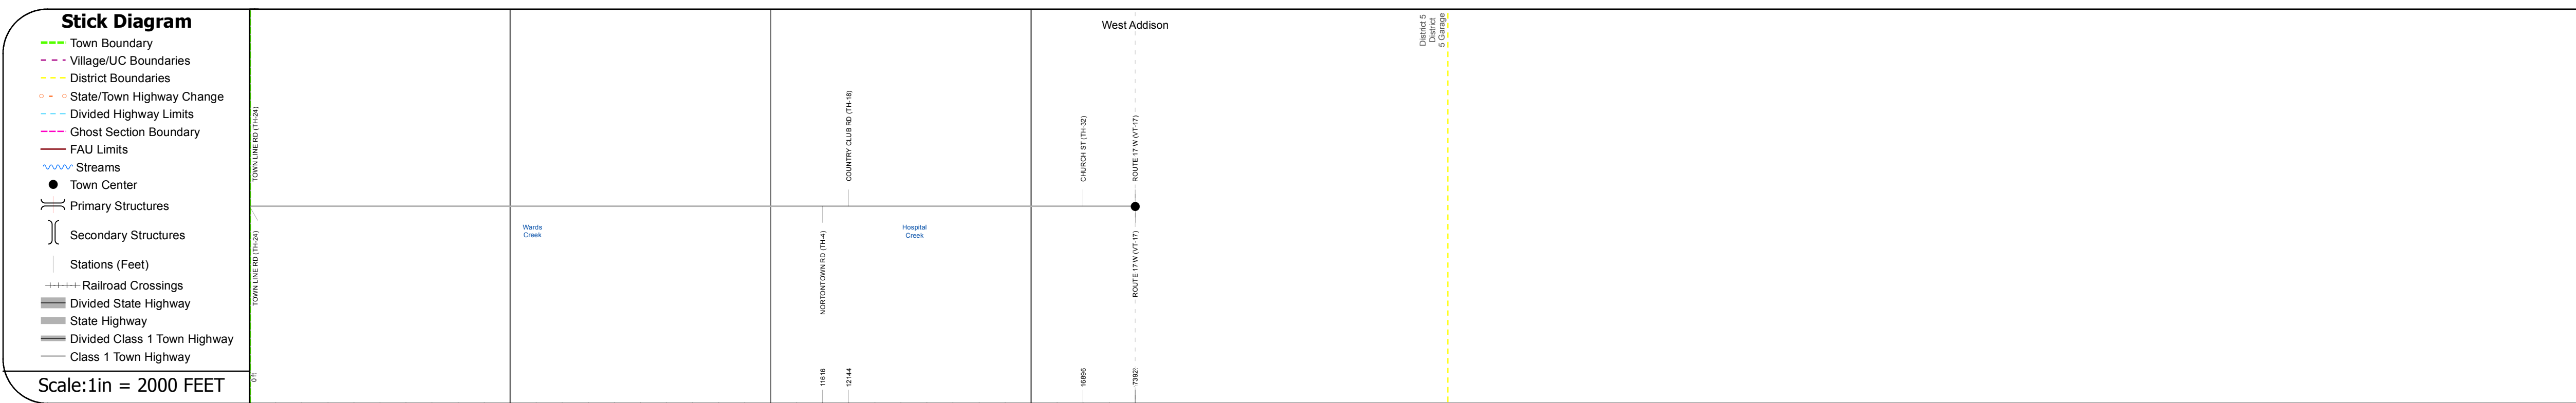 Stick Diagram
Town Boundary
Village/UC Boundaries
District Boundaries
State/Town Highway Change
Divided Highway Limits
Ghost Section Boundary
FAU Limits
Streams
Town Center
Primary Structures
Secondary Structures
Stations (Feet)
Railroad Crossings
Divided State Highway
State Highway
Divided Class 1 Town Highway
Class 1 Town Highway
Scale:1in = 2000 FEET
TOWN LINE RD (TH-24)
TOWN LINE RD (TH-24)
0 ft
Wards
Creek
NORTONTOWN RD (TH-4)
11616
COUNTRY CLUB RD (TH-18)
12144
Hospital
Creek
CHURCH ST (TH-32)
16896
West Addison
ROUTE 17 W (VT-17)
ROUTE 17 W (VT-17)
District 5
District
5 Garage